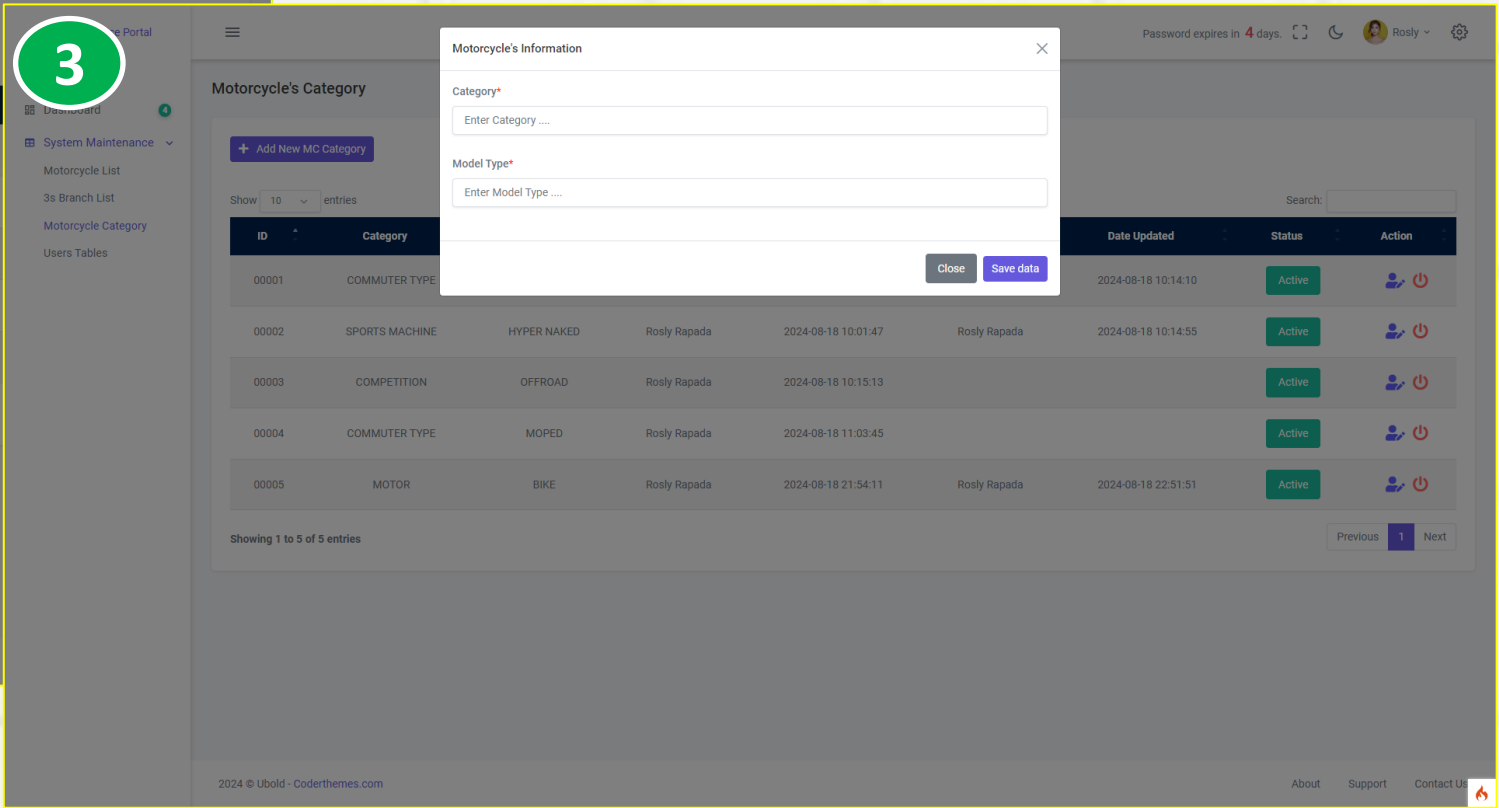 3
e Portal
Password expires in 4 days.
Rosly
Motorcycle's Information
Category*
Enter Category ....
Model Type*
Enter Model Type ....
Close
Save data
Dashboard
4
System Maintenance
Motorcycle List
3s Branch List
Motorcycle Category
Users Tables
Motorcycle's Category
+ Add New MC Category
Show 10 entries
Search:
ID Category Date Updated Status Action
00001 COMMUTER TYPE 2024-08-18 10:14:10 Active
00002 SPORTS MACHINE HYPER NAKED Rosly Rapada 2024-08-18 10:01:47 Rosly Rapada 2024-08-18 10:14:55 Active
00003 COMPETITION OFFROAD Rosly Rapada 2024-08-18 10:15:13 Active
00004 COMMUTER TYPE MOPED Rosly Rapada 2024-08-18 11:03:45 Active
00005 MOTOR BIKE Rosly Rapada 2024-08-18 21:54:11 Rosly Rapada 2024-08-18 22:51:51 Active
Showing 1 to 5 of 5 entries
Previous 1 Next
2024 © Ubold - Coderthemes.com
About Support Contact Us